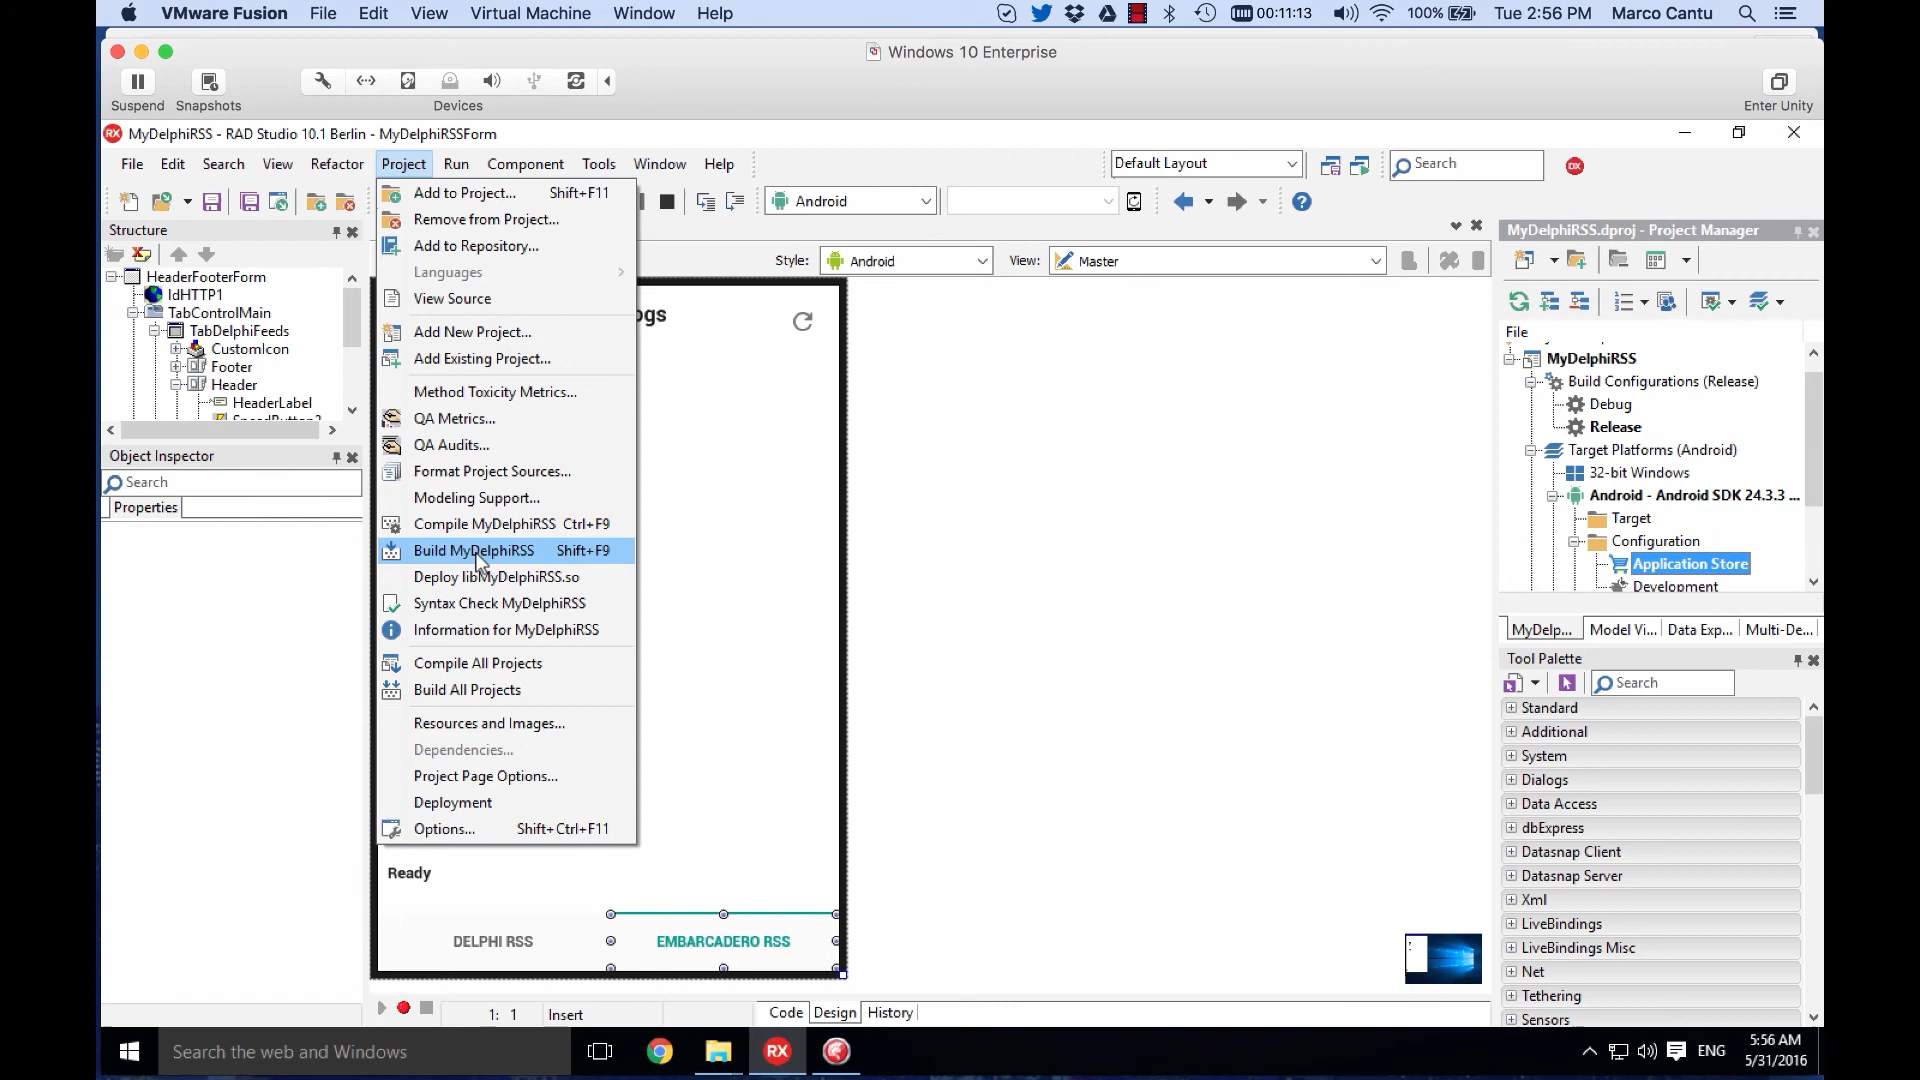 VMware Fusion File Edit View Virtual Machine Window Help 00:11:13 100% Tue 2:56 PM Marco Cantu
Windows 10 Enterprise
Suspend Snapshots Devices Enter Unity
RX MyDelphiRSS - RAD Studio 10.1 Berlin - MyDelphiRSSForm
File Edit Search View Refactor Project Run Component Tools Window Help Default Layout Search DX
Android
Style: Android View: Master
Structure
HeaderFooterForm
IdHTTP1
TabControlMain
TabDelphiFeeds
CustomIcon
Footer
Header
HeaderLabel
SpeedButton2
Object Inspector
Search
Properties
Add to Project... Shift+F11
Remove from Project...
Add to Repository...
Languages
View Source
Add New Project...
Add Existing Project...
Method Toxicity Metrics...
QA Metrics...
QA Audits...
Format Project Sources...
Modeling Support...
Compile MyDelphiRSS Ctrl+F9
Build MyDelphiRSS Shift+F9
Deploy libMyDelphiRSS.so
Syntax Check MyDelphiRSS
Information for MyDelphiRSS
Compile All Projects
Build All Projects
Resources and Images...
Dependencies...
Project Page Options...
Deployment
Options... Shift+Ctrl+F11
ogs
Ready
DELPHI RSS EMBARCADERO RSS
1: 1 Insert Code Design History
MyDelphiRSS.dproj - Project Manager
File
MyDelphiRSS
Build Configurations (Release)
Debug
Release
Target Platforms (Android)
32-bit Windows
Android - Android SDK 24.3.3 ...
Target
Configuration
Application Store
Development
MyDelp... Model Vi... Data Exp... Multi-De...
Tool Palette
Search
Standard
Additional
System
Dialogs
Data Access
dbExpress
Datasnap Client
Datasnap Server
Xml
LiveBindings
LiveBindings Misc
Net
Tethering
Sensors
Search the web and Windows RX ENG 5:56 AM
5/31/2016